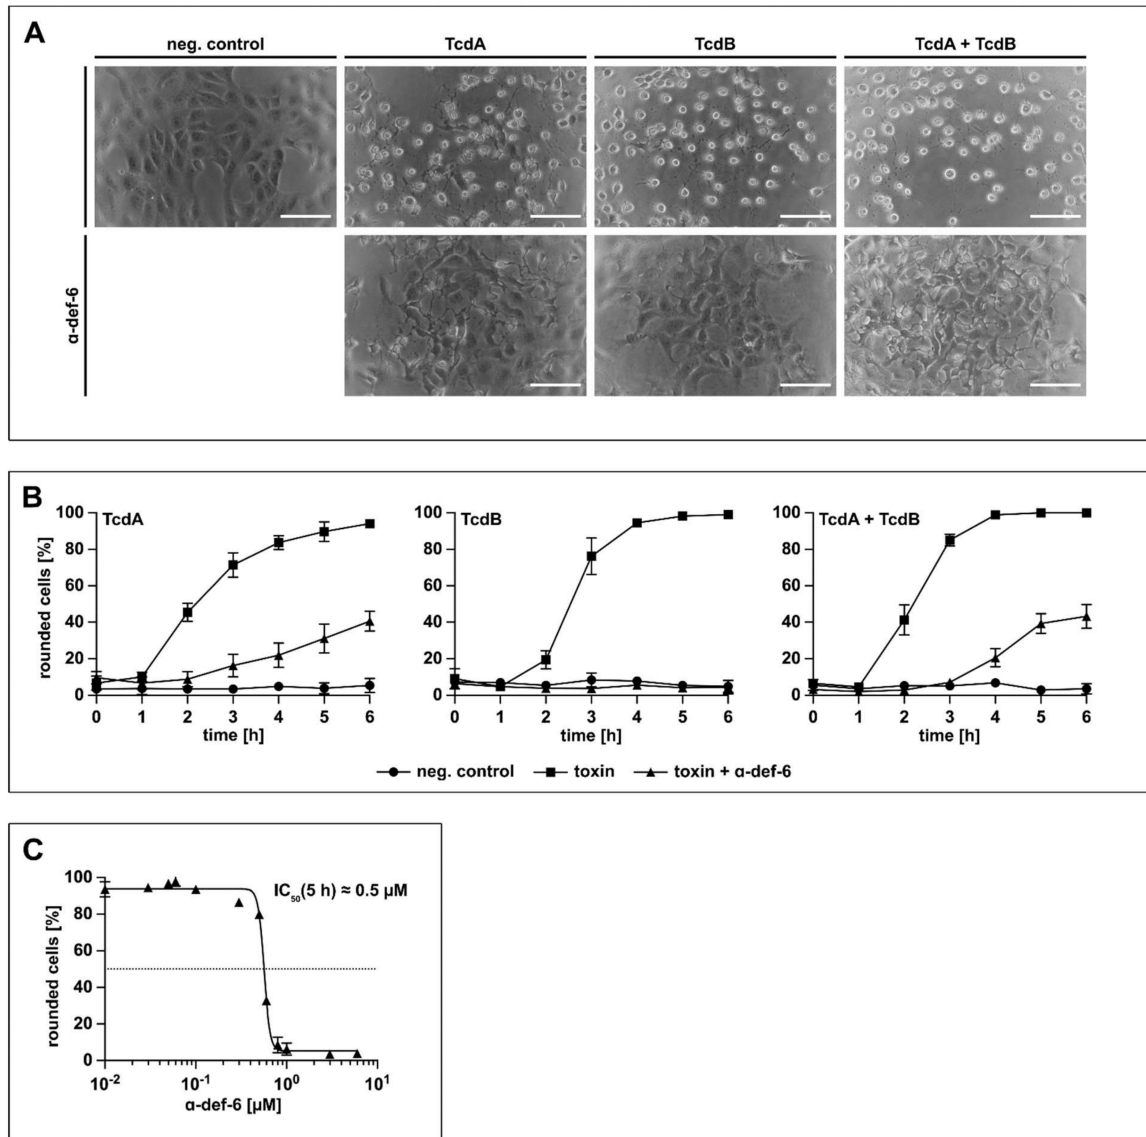 A
neg. control
TcdA
TcdB
TcdA + TcdB
α-def-6
B
TcdA
TcdB
TcdA + TcdB
100
80
60
40
20
0
rounded cells [%]
0 1 2 3 4 5 6
time [h]
100
80
60
40
20
0
0 1 2 3 4 5 6
time [h]
100
80
60
40
20
0
0 1 2 3 4 5 6
time [h]
neg. control toxin toxin + α-def-6
C
IC₅₀(5 h) ≈ 0.5 μM
100
80
60
40
20
0
rounded cells [%]
10⁻² 10⁻¹ 10⁰ 10¹
α-def-6 [μM]